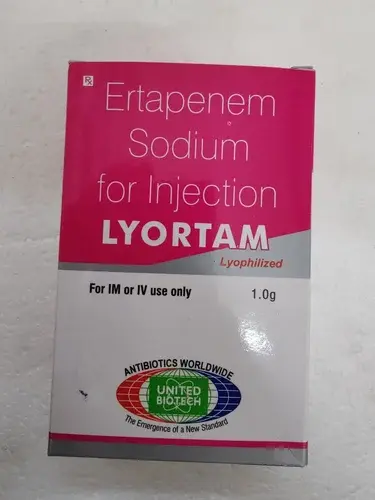 Rx
Ertapenem
Sodium
for Injection
LYORTAM
Lyophilized
For IM or IV use only 1.0g
ANTIBIOTICS WORLDWIDE
UNITED
BIOTECH
The Emergence of a New Standard